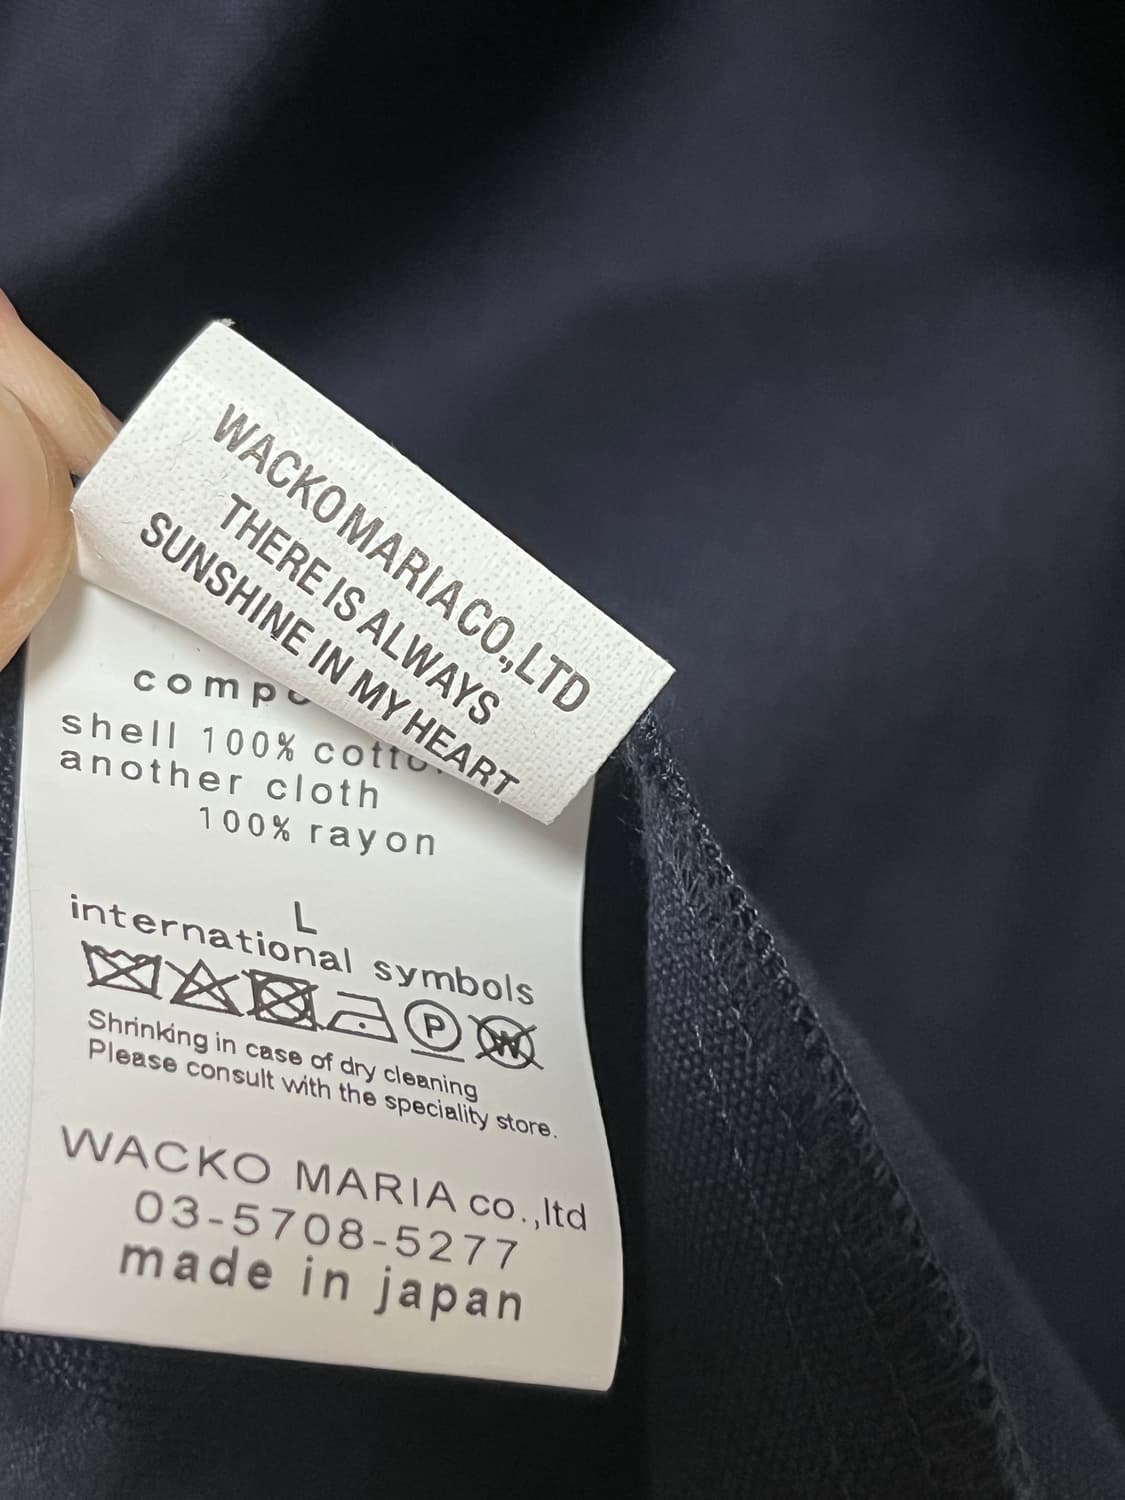 WACKO MARIA CO.,LTD
THERE IS ALWAYS
SUNSHINE IN MY HEART
shell 100%
another cloth
100% rayon
L
international symbols
P
W
Shrinking in case of dry cleaning
Please consult with the speciality store.
WACKO MARIA co.,ltd
03-5708-5277
made in japan